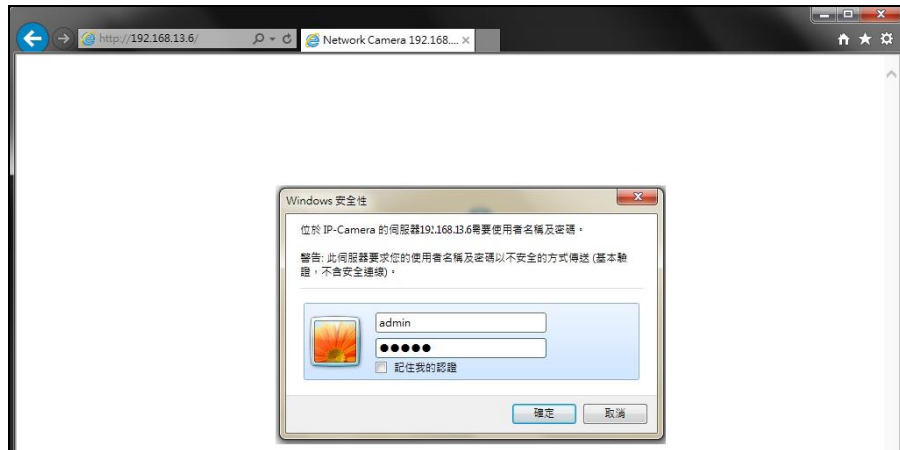 http://192.168.13.6/
Network Camera 192.168....
Windows 安全性
位於 IP-Camera 的伺服器192.168.13.6需要使用者名稱及密碼。
警告: 此伺服器要求您的使用者名稱及密碼以不安全的方式傳送 (基本驗
證，不含安全連線)。
admin
●●●●●
記住我的認證
確定
取消